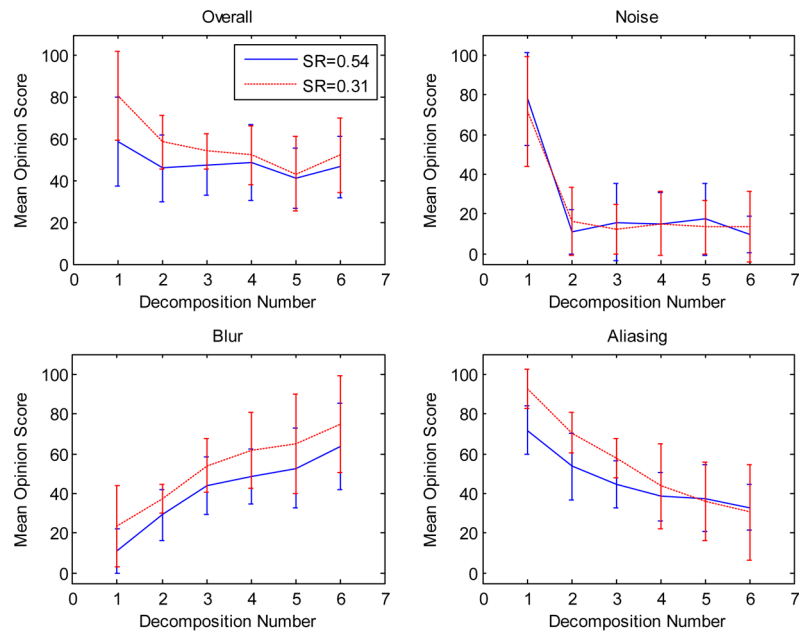 Overall
Mean Opinion Score
100
80
60
40
20
0
SR=0.54
SR=0.31
0 1 2 3 4 5 6 7
Decomposition Number
Noise
Mean Opinion Score
100
80
60
40
20
0
0 1 2 3 4 5 6 7
Decomposition Number
Blur
Mean Opinion Score
100
80
60
40
20
0
0 1 2 3 4 5 6 7
Decomposition Number
Aliasing
Mean Opinion Score
100
80
60
40
20
0
0 1 2 3 4 5 6 7
Decomposition Number